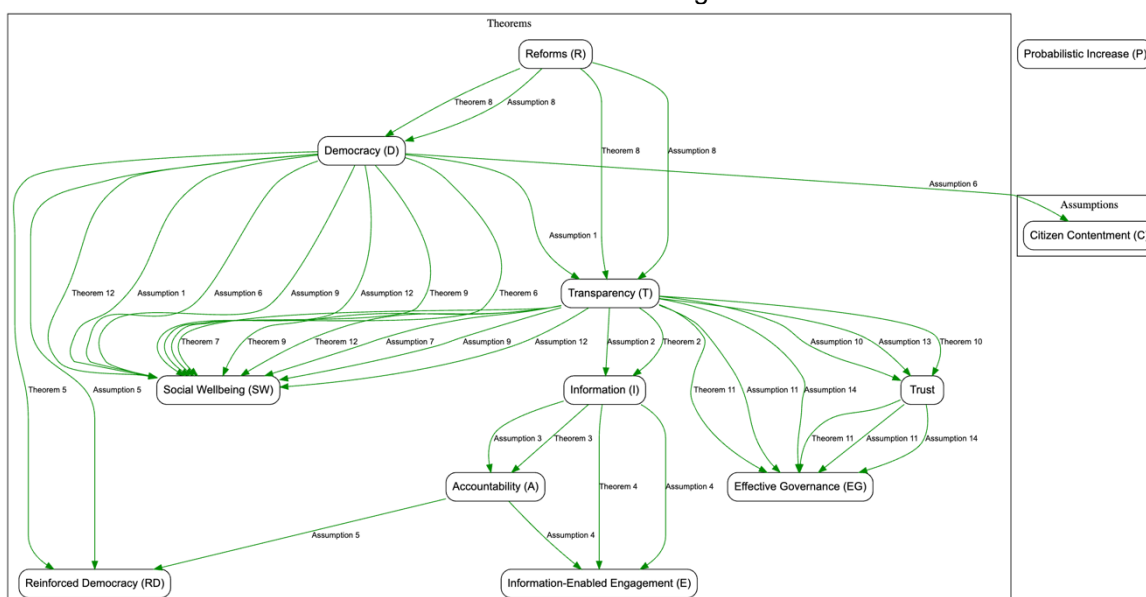 Theorems
Reforms (R)
Probabilistic Increase (P)
Theorem 8
Assumption 8
Democracy (D)
Theorem 8
Assumption 8
Assumption 6
Assumptions
Citizen Contentment (C)
Assumption 1
Theorem 12
Assumption 1
Assumption 6
Assumption 9
Assumption 12
Theorem 9
Theorem 6
Transparency (T)
Theorem 7
Theorem 9
Theorem 12
Assumption 7
Assumption 9
Assumption 12
Assumption 2
Theorem 2
Assumption 10
Assumption 13
Theorem 10
Theorem 5
Assumption 5
Social Wellbeing (SW)
Information (I)
Theorem 11
Assumption 11
Assumption 14
Trust
Assumption 3
Theorem 3
Theorem 11
Assumption 11
Assumption 14
Accountability (A)
Theorem 4
Assumption 4
Effective Governance (EG)
Assumption 5
Assumption 4
Reinforced Democracy (RD)
Information-Enabled Engagement (E)